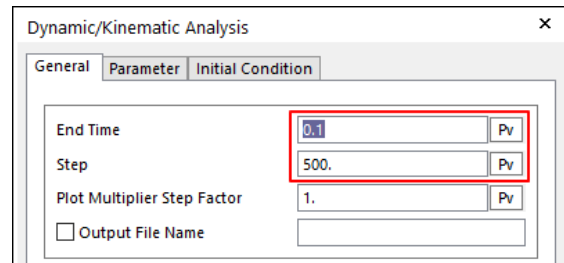 Dynamic/Kinematic Analysis ×
General Parameter Initial Condition
End Time 0.1 Pv
Step 500. Pv
Plot Multiplier Step Factor 1. Pv
Output File Name